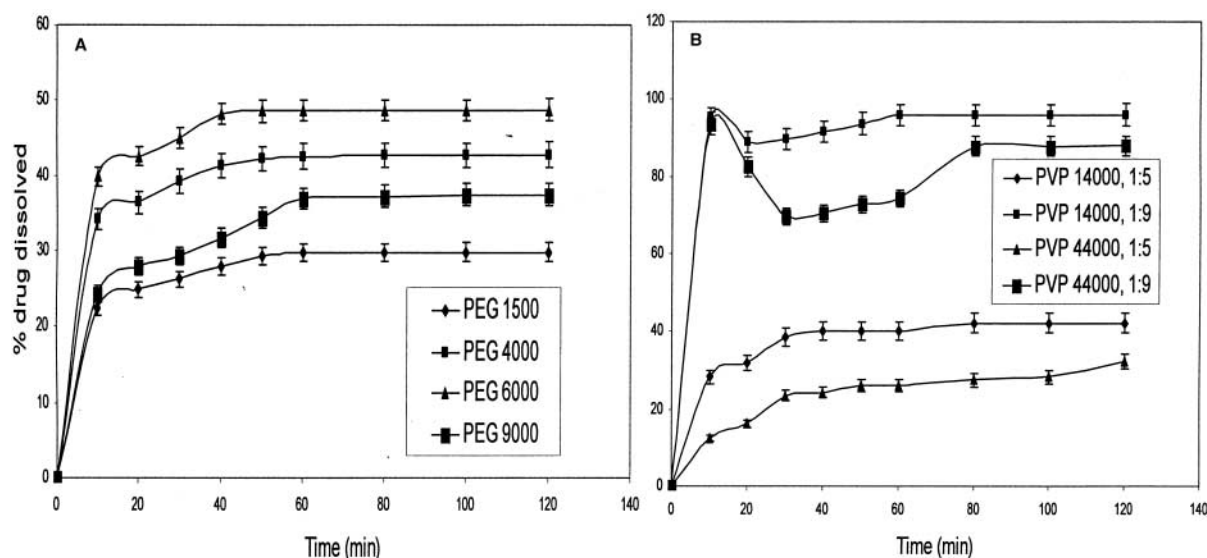 A
60
50
40
30
20
10
0
% drug dissolved
PEG 1500
PEG 4000
PEG 6000
PEG 9000
0 20 40 60 80 100 120 140
Time (min)
B
120
100
80
60
40
20
0
PVP 14000, 1:5
PVP 14000, 1:9
PVP 44000, 1:5
PVP 44000, 1:9
0 20 40 60 80 100 120 140
Time (min)